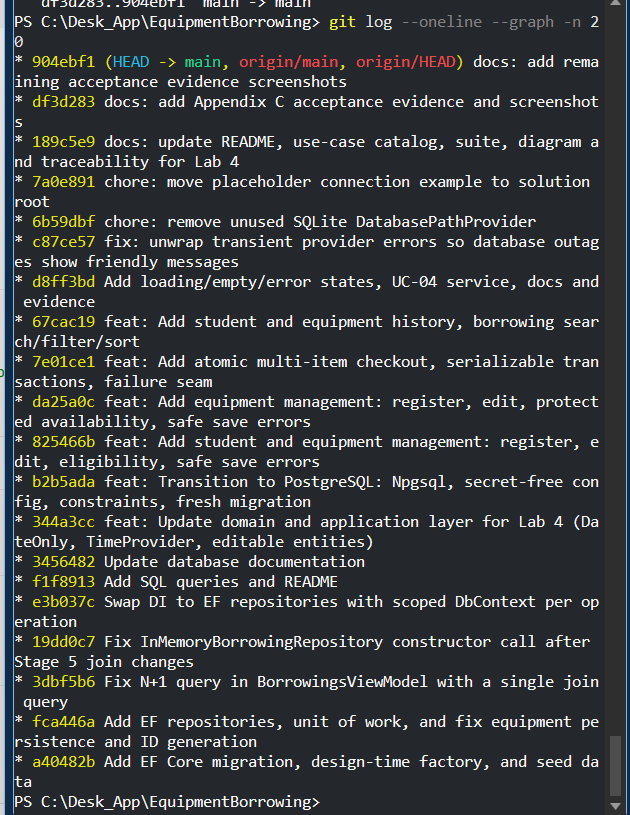 df3d283..904ebf1  main -> main
PS C:\Desk_App\EquipmentBorrowing> git log --oneline --graph -n 2
0
* 904ebf1 (HEAD -> main, origin/main, origin/HEAD) docs: add rema
ining acceptance evidence screenshots
* df3d283 docs: add Appendix C acceptance evidence and screenshot
s
* 189c5e9 docs: update README, use-case catalog, suite, diagram a
nd traceability for Lab 4
* 7a0e891 chore: move placeholder connection example to solution
root
* 6b59dbf chore: remove unused SQLite DatabasePathProvider
* c87ce57 fix: unwrap transient provider errors so database outag
es show friendly messages
* d8ff3bd Add loading/empty/error states, UC-04 service, docs and
 evidence
* 67cac19 feat: Add student and equipment history, borrowing sear
ch/filter/sort
* 7e01ce1 feat: Add atomic multi-item checkout, serializable tran
sactions, failure seam
* da25a0c feat: Add equipment management: register, edit, protect
ed availability, safe save errors
* 825466b feat: Add student and equipment management: register, e
dit, eligibility, safe save errors
* b2b5ada feat: Transition to PostgreSQL: Npgsql, secret-free con
fig, constraints, fresh migration
* 344a3cc feat: Update domain and application layer for Lab 4 (Da
teOnly, TimeProvider, editable entities)
* 3456482 Update database documentation
* f1f8913 Add SQL queries and README
* e3b037c Swap DI to EF repositories with scoped DbContext per op
eration
* 19dd0c7 Fix InMemoryBorrowingRepository constructor call after
Stage 5 join changes
* 3dbf5b6 Fix N+1 query in BorrowingsViewModel with a single join
 query
* fca446a Add EF repositories, unit of work, and fix equipment pe
rsistence and ID generation
* a40482b Add EF Core migration, design-time factory, and seed da
ta
PS C:\Desk_App\EquipmentBorrowing>